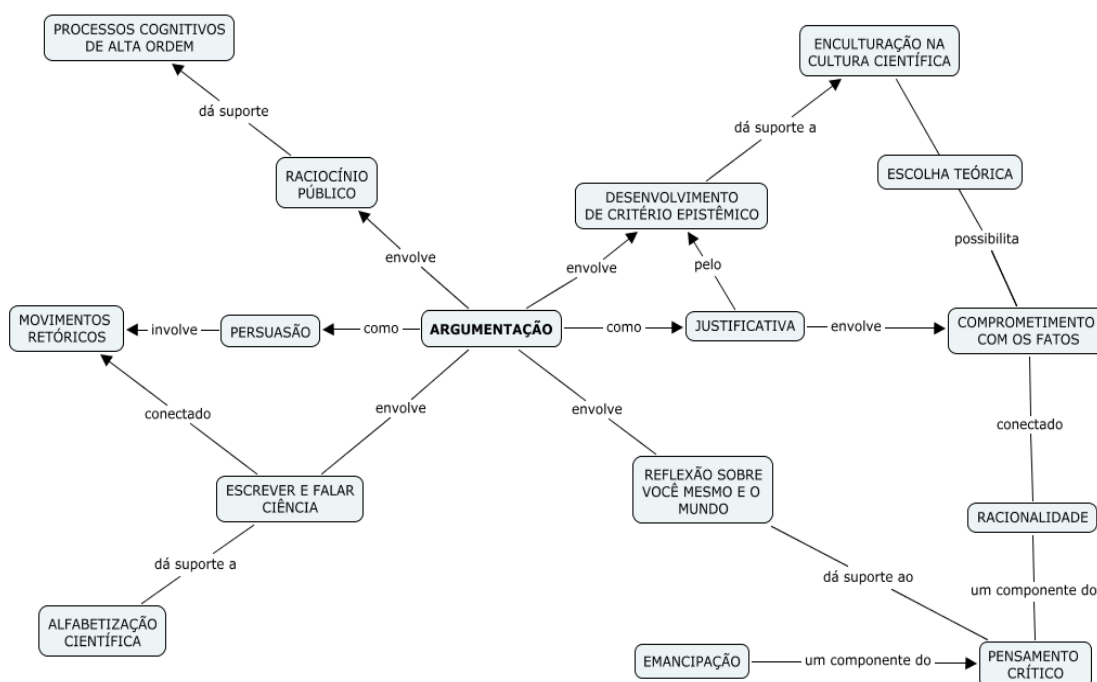 PROCESSOS COGNITIVOS
DE ALTA ORDEM
ENCULTURAÇÃO NA
CULTURA CIENTÍFICA
dá suporte
dá suporte a
RACIOCÍNIO
PÚBLICO
ESCOLHA TEÓRICA
DESENVOLVIMENTO
DE CRITÉRIO EPISTÊMICO
possibilita
envolve
envolve
pelo
MOVIMENTOS
RETÓRICOS
involve
PERSUASÃO
como
ARGUMENTAÇÃO
como
JUSTIFICATIVA
envolve
COMPROMETIMENTO
COM OS FATOS
conectado
envolve
envolve
conectado
ESCREVER E FALAR
CIÊNCIA
REFLEXÃO SOBRE
VOCÊ MESMO E O
MUNDO
RACIONALIDADE
dá suporte a
dá suporte ao
um componente do
ALFABETIZAÇÃO
CIENTÍFICA
EMANCIPAÇÃO
um componente do
PENSAMENTO
CRÍTICO